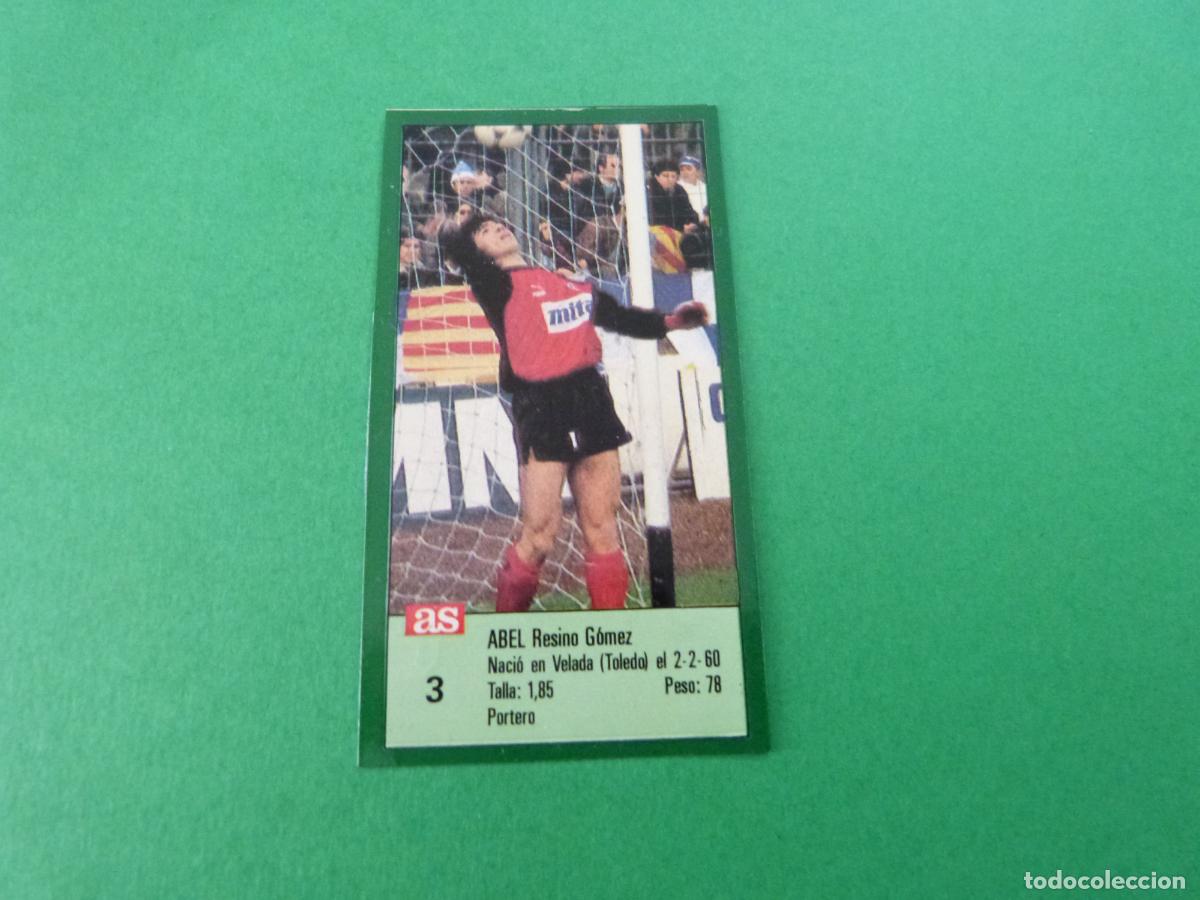 mita
as
ABEL Resino Gómez
Nació en Velada (Toledo) el 2-2-60
3
Talla: 1,85 Peso: 78
Portero
todocoleccion